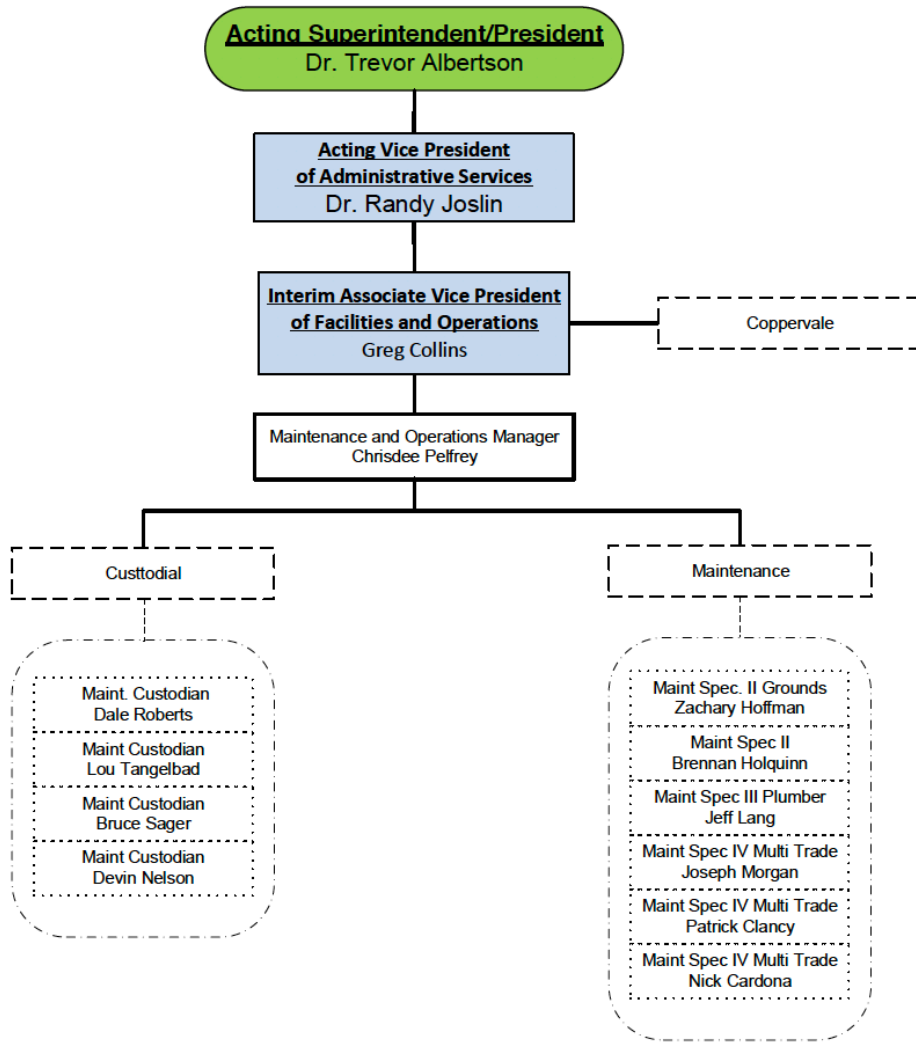 Acting Superintendent/President
Dr. Trevor Albertson
Acting Vice President
of Administrative Services
Dr. Randy Joslin
Interim Associate Vice President
of Facilities and Operations
Greg Collins
Coppervale
Maintenance and Operations Manager
Chrisdee Pelfrey
Custtodial
Maint. Custodian
Dale Roberts
Maint Custodian
Lou Tangelbad
Maint Custodian
Bruce Sager
Maint Custodian
Devin Nelson
Maintenance
Maint Spec. II Grounds
Zachary Hoffman
Maint Spec II
Brennan Holquinn
Maint Spec III Plumber
Jeff Lang
Maint Spec IV Multi Trade
Joseph Morgan
Maint Spec IV Multi Trade
Patrick Clancy
Maint Spec IV Multi Trade
Nick Cardona